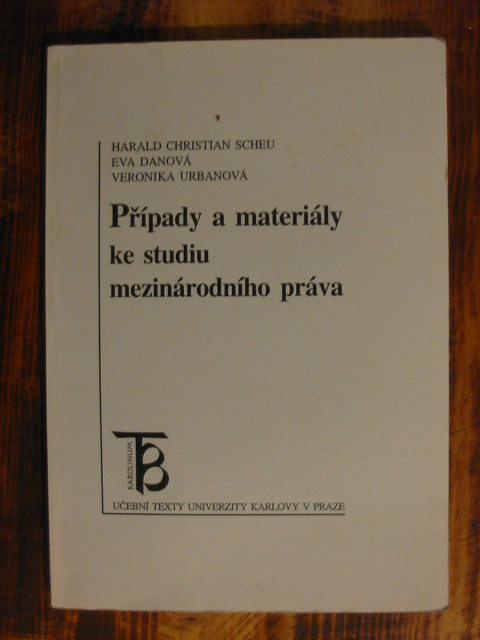 HARALD CHRISTIAN SCHEU
EVA DANOVÁ
VERONIKA URBANOVÁ
Případy a materiály
ke studiu
mezinárodního práva
KAROLINUM
UČEBNÍ TEXTY UNIVERZITY KARLOVY V PRAZE